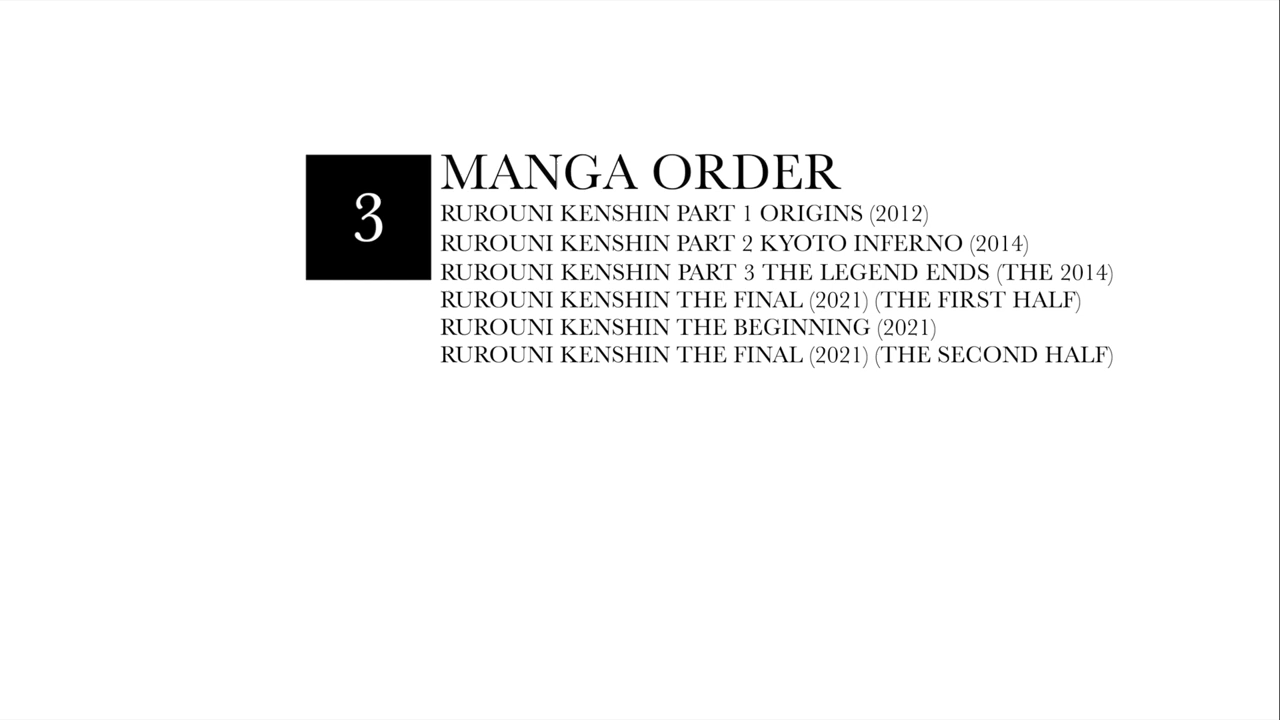 3
MANGA ORDER
RUROUNI KENSHIN PART 1 ORIGINS (2012)
RUROUNI KENSHIN PART 2 KYOTO INFERNO (2014)
RUROUNI KENSHIN PART 3 THE LEGEND ENDS (THE 2014)
RUROUNI KENSHIN THE FINAL (2021) (THE FIRST HALF)
RUROUNI KENSHIN THE BEGINNING (2021)
RUROUNI KENSHIN THE FINAL (2021) (THE SECOND HALF)